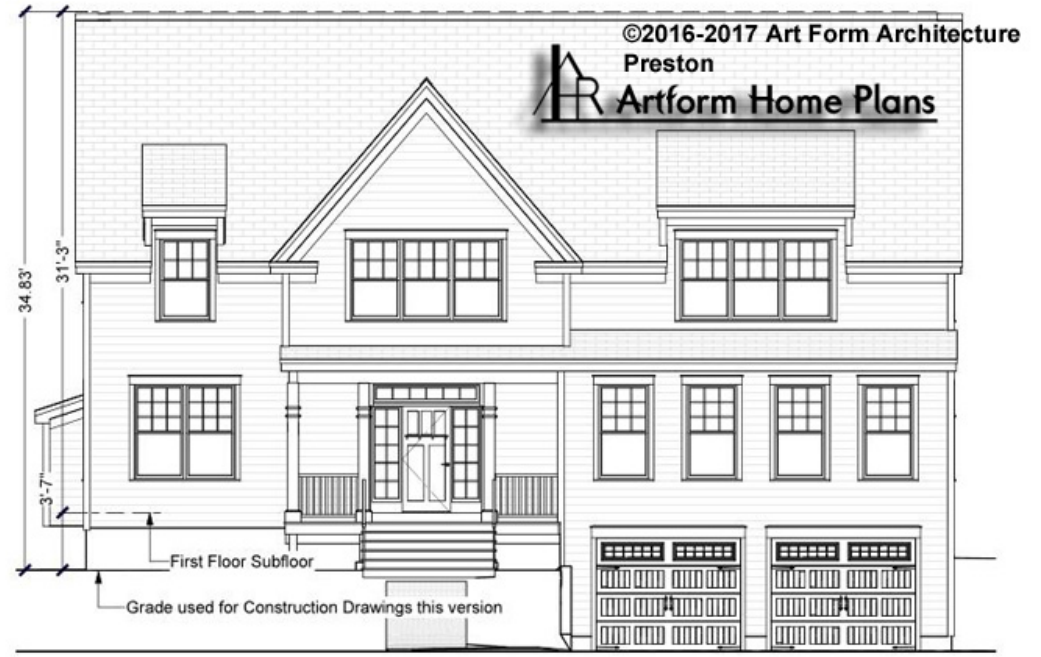 ©2016-2017 Art Form Architecture
Preston
AR Artform Home Plans
34.83'
31'-3"
3'-7"
First Floor Subfloor
Grade used for Construction Drawings this version